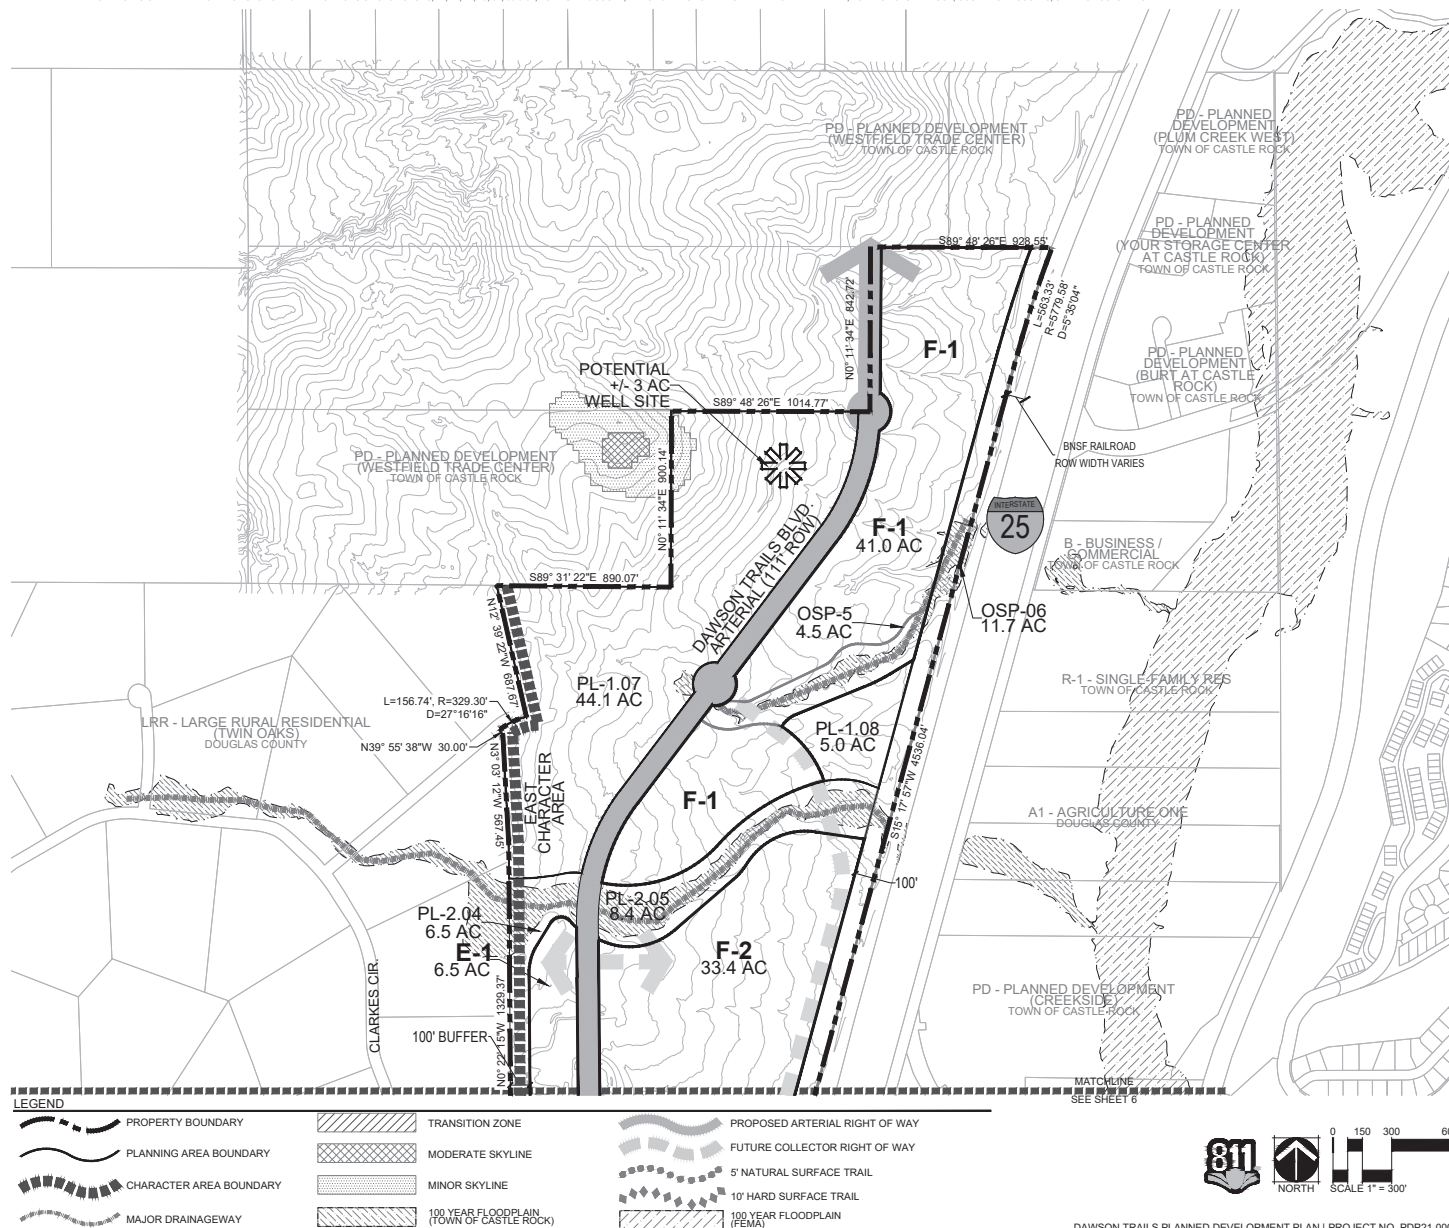 PD - PLANNED DEVELOPMENT
(WESTFIELD TRADE CENTER)
TOWN OF CASTLE ROCK
PD - PLANNED
DEVELOPMENT
(PLUM CREEK WEST)
TOWN OF CASTLE ROCK
PD - PLANNED
DEVELOPMENT
(YOUR STORAGE CENTER
AT CASTLE ROCK)
TOWN OF CASTLE ROCK
S89° 48' 26"E 928.55'
L=563.33'
R=5779.58'
D=5°35'04"
N0° 11' 34"E 842.72'
F-1
PD - PLANNED
DEVELOPMENT
(BURT AT CASTLE
ROCK)
TOWN OF CASTLE ROCK
POTENTIAL
+/- 3 AC
WELL SITE
S89° 48' 26"E 1014.77'
BNSF RAILROAD
ROW WIDTH VARIES
PD - PLANNED DEVELOPMENT
(WESTFIELD TRADE CENTER)
TOWN OF CASTLE ROCK
N0° 11' 34"E 900.14'
INTERSTATE
25
F-1
41.0 AC
DAWSON TRAILS BLVD.
ARTERIAL (111' ROW)
B - BUSINESS /
COMMERCIAL
TOWN OF CASTLE ROCK
S89° 31' 22"E 890.07'
OSP-5
4.5 AC
OSP-06
11.7 AC
N12° 39' 22"W 687.67'
PL-1.07
44.1 AC
R-1 - SINGLE-FAMILY RES
TOWN OF CASTLE ROCK
L=156.74', R=329.30'
D=27°16'16"
LRR - LARGE RURAL RESIDENTIAL
(TWIN OAKS)
DOUGLAS COUNTY
N39° 55' 38"W 30.00'
PL-1.08
5.0 AC
S15° 17' 57"W 4536.04'
N3° 03' 12"W 567.45'
EAST
CHARACTER
AREA
F-1
A1 - AGRICULTURE ONE
DOUGLAS COUNTY
100'
PL-2.05
8.4 AC
PL-2.04
6.5 AC
E-1
6.5 AC
F-2
33.4 AC
CLARKES CIR.
N0° 22' 15"W 1329.37'
100' BUFFER
PD - PLANNED DEVELOPMENT
(CREEKSIDE)
TOWN OF CASTLE ROCK
MATCHLINE
SEE SHEET 6
LEGEND
PROPERTY BOUNDARY
PLANNING AREA BOUNDARY
CHARACTER AREA BOUNDARY
MAJOR DRAINAGEWAY
TRANSITION ZONE
MODERATE SKYLINE
MINOR SKYLINE
100 YEAR FLOODPLAIN
(TOWN OF CASTLE ROCK)
PROPOSED ARTERIAL RIGHT OF WAY
FUTURE COLLECTOR RIGHT OF WAY
5' NATURAL SURFACE TRAIL
10' HARD SURFACE TRAIL
100 YEAR FLOODPLAIN
(FEMA)
811
NORTH
0 150 300
SCALE 1" = 300'
DAWSON TRAILS PLANNED DEVELOPMENT PLAN | PROJECT NO.